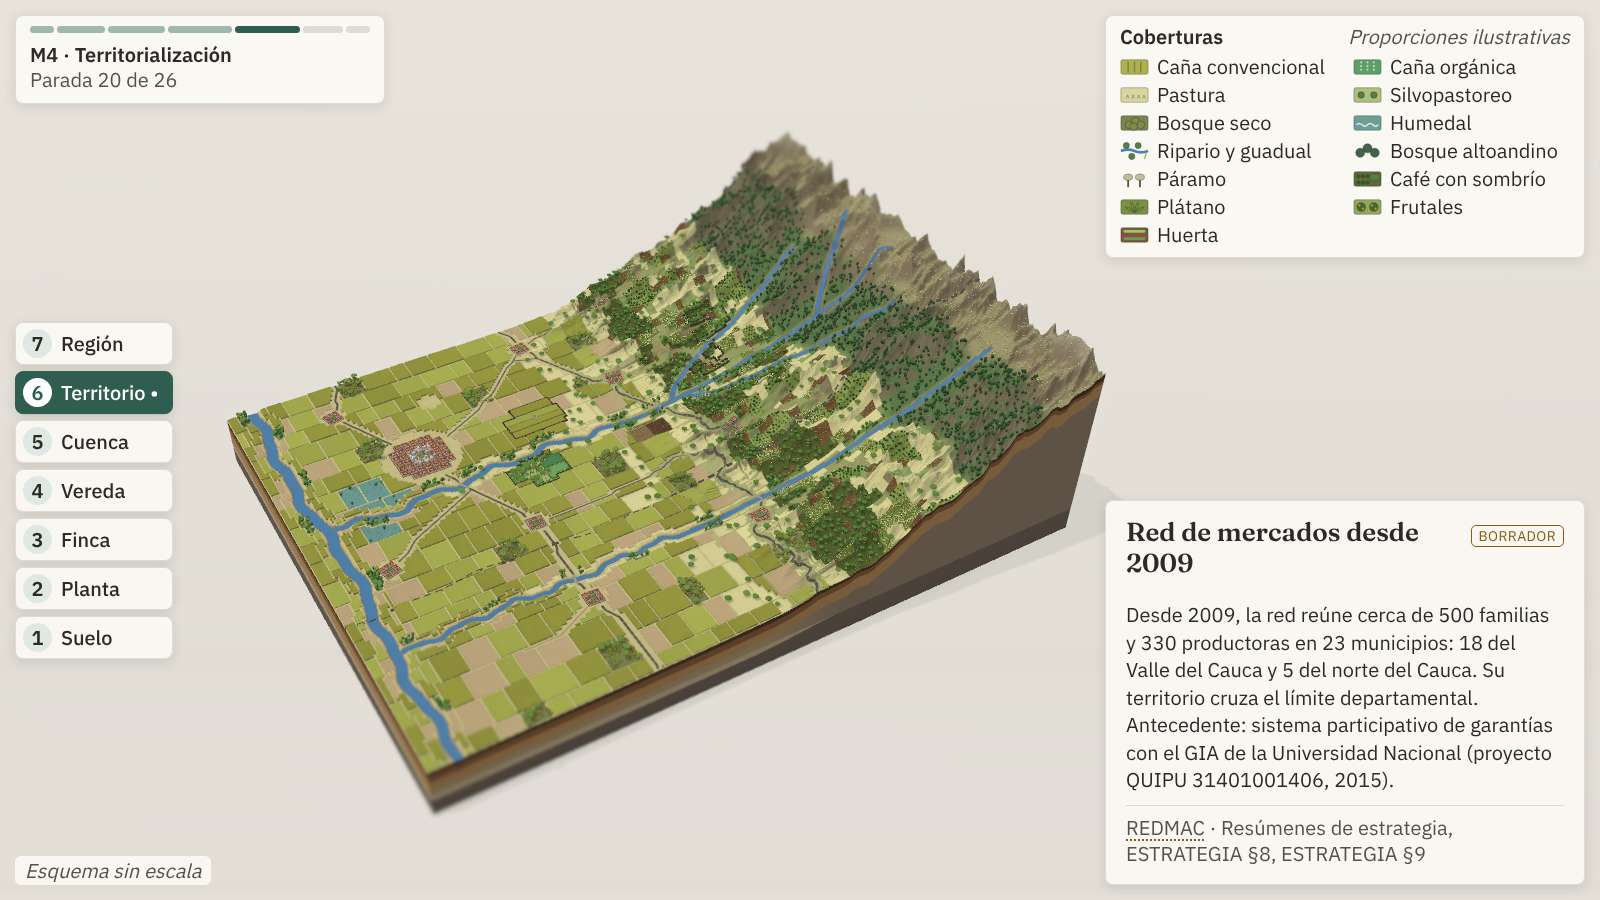 M4 · Territorialización
Parada 20 de 26
Coberturas
Proporciones ilustrativas
Caña convencional
Caña orgánica
Pastura
Silvopastoreo
Bosque seco
Humedal
Ripario y guadual
Bosque altoandino
Páramo
Café con sombrío
Plátano
Frutales
Huerta
7 Región
6 Territorio •
5 Cuenca
4 Vereda
3 Finca
2 Planta
1 Suelo
Red de mercados desde
2009
BORRADOR
Desde 2009, la red reúne cerca de 500 familias
y 330 productoras en 23 municipios: 18 del
Valle del Cauca y 5 del norte del Cauca. Su
territorio cruza el límite departamental.
Antecedente: sistema participativo de garantías
con el GIA de la Universidad Nacional (proyecto
QUIPU 31401001406, 2015).
REDMAC · Resúmenes de estrategia,
ESTRATEGIA §8, ESTRATEGIA §9
Esquema sin escala